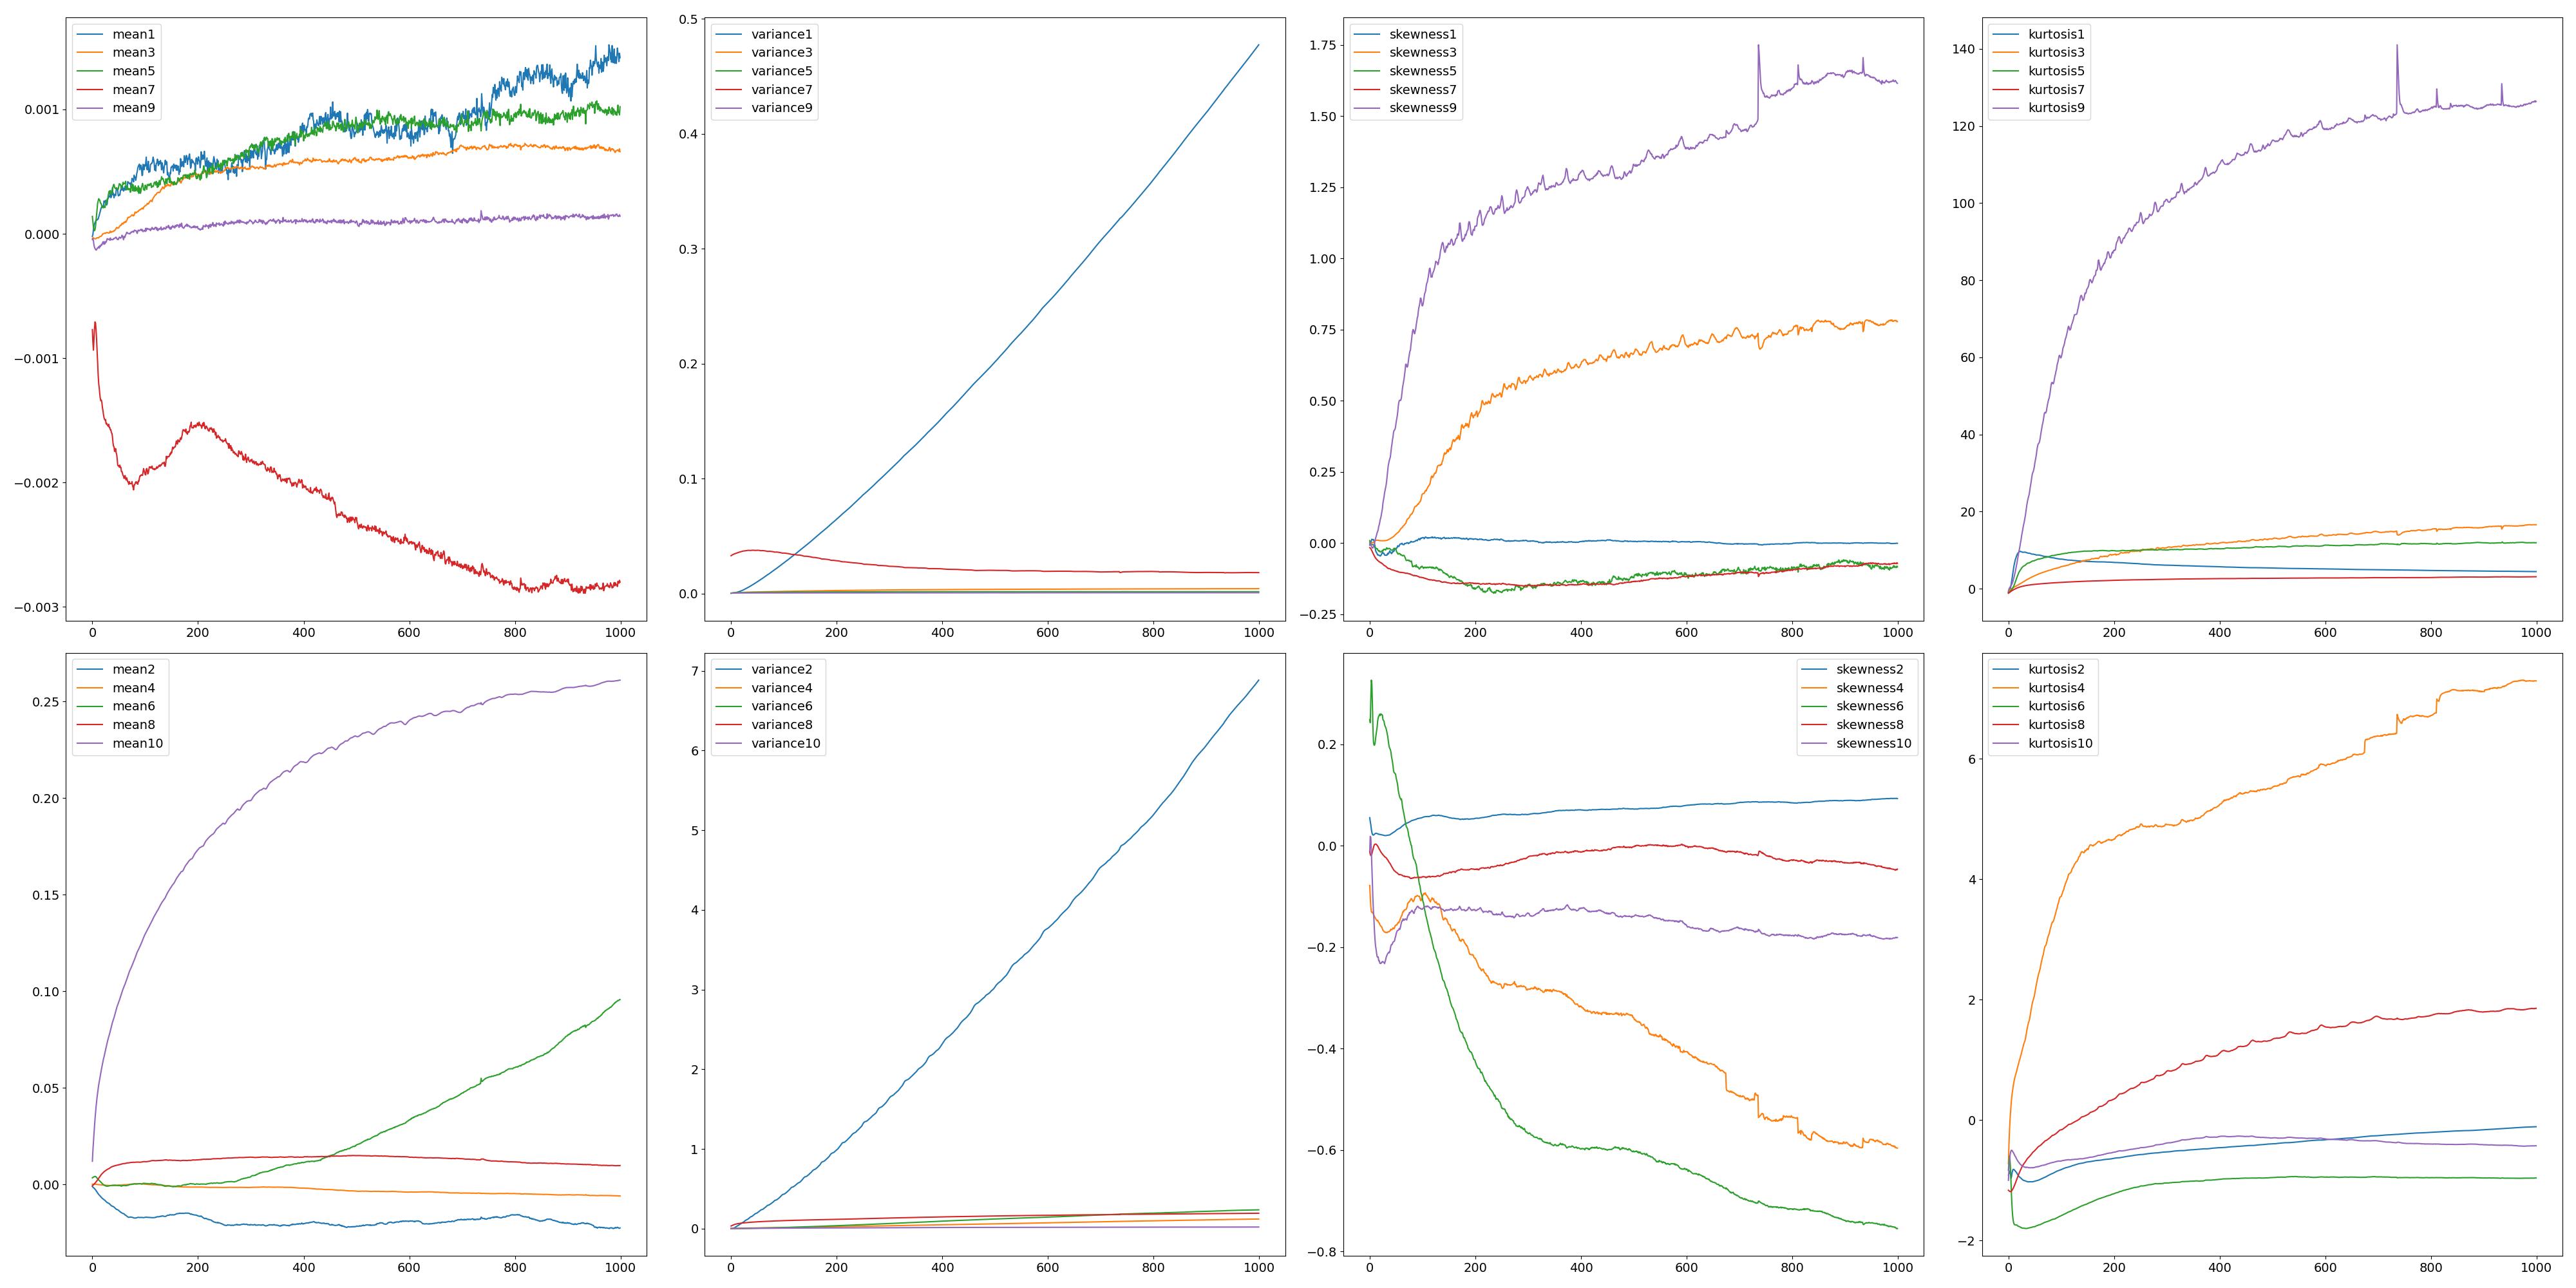 mean1
mean3
mean5
mean7
mean9
0.001
0.000
−0.001
−0.002
−0.003
0 200 400 600 800 1000
variance1
variance3
variance5
variance7
variance9
0.5
0.4
0.3
0.2
0.1
0.0
0 200 400 600 800 1000
skewness1
skewness3
skewness5
skewness7
skewness9
1.75
1.50
1.25
1.00
0.75
0.50
0.25
0.00
−0.25
0 200 400 600 800 1000
kurtosis1
kurtosis3
kurtosis5
kurtosis7
kurtosis9
140
120
100
80
60
40
20
0
0 200 400 600 800 1000
mean2
mean4
mean6
mean8
mean10
0.25
0.20
0.15
0.10
0.05
0.00
0 200 400 600 800 1000
variance2
variance4
variance6
variance8
variance10
7
6
5
4
3
2
1
0
0 200 400 600 800 1000
skewness2
skewness4
skewness6
skewness8
skewness10
0.2
0.0
−0.2
−0.4
−0.6
−0.8
0 200 400 600 800 1000
kurtosis2
kurtosis4
kurtosis6
kurtosis8
kurtosis10
6
4
2
0
−2
0 200 400 600 800 1000